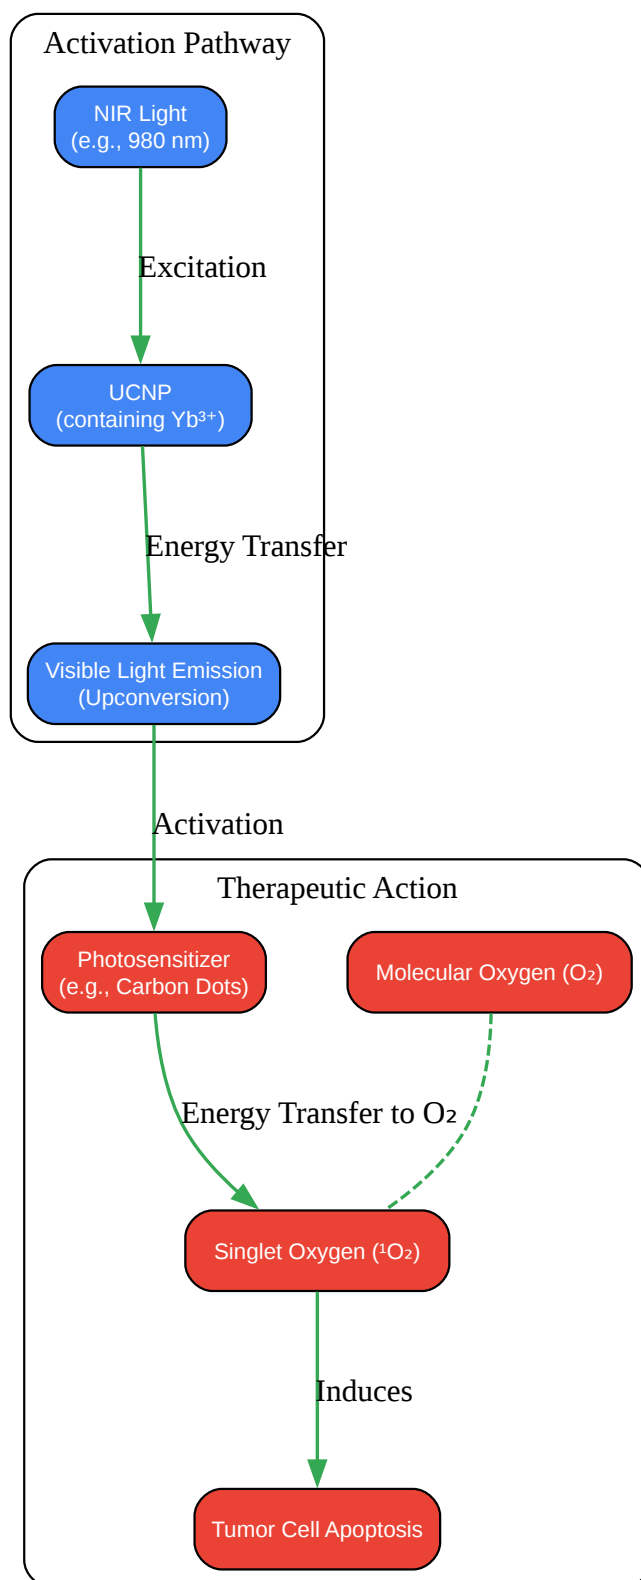 Activation Pathway
NIR Light
(e.g., 980 nm)
Excitation
UCNP
(containing Yb³⁺)
Energy Transfer
Visible Light Emission
(Upconversion)
Activation
Therapeutic Action
Photosensitizer
(e.g., Carbon Dots)
Molecular Oxygen (O₂)
Energy Transfer to O₂
Singlet Oxygen (¹O₂)
Induces
Tumor Cell Apoptosis